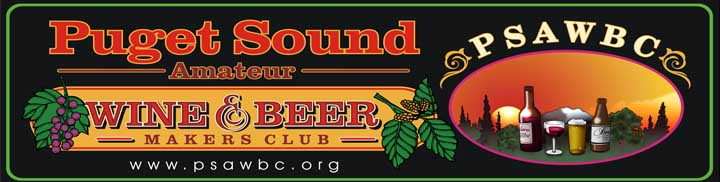 Puget Sound
Amateur
WINE & BEER
MAKERS CLUB
www.psawbc.org
PSAWBC